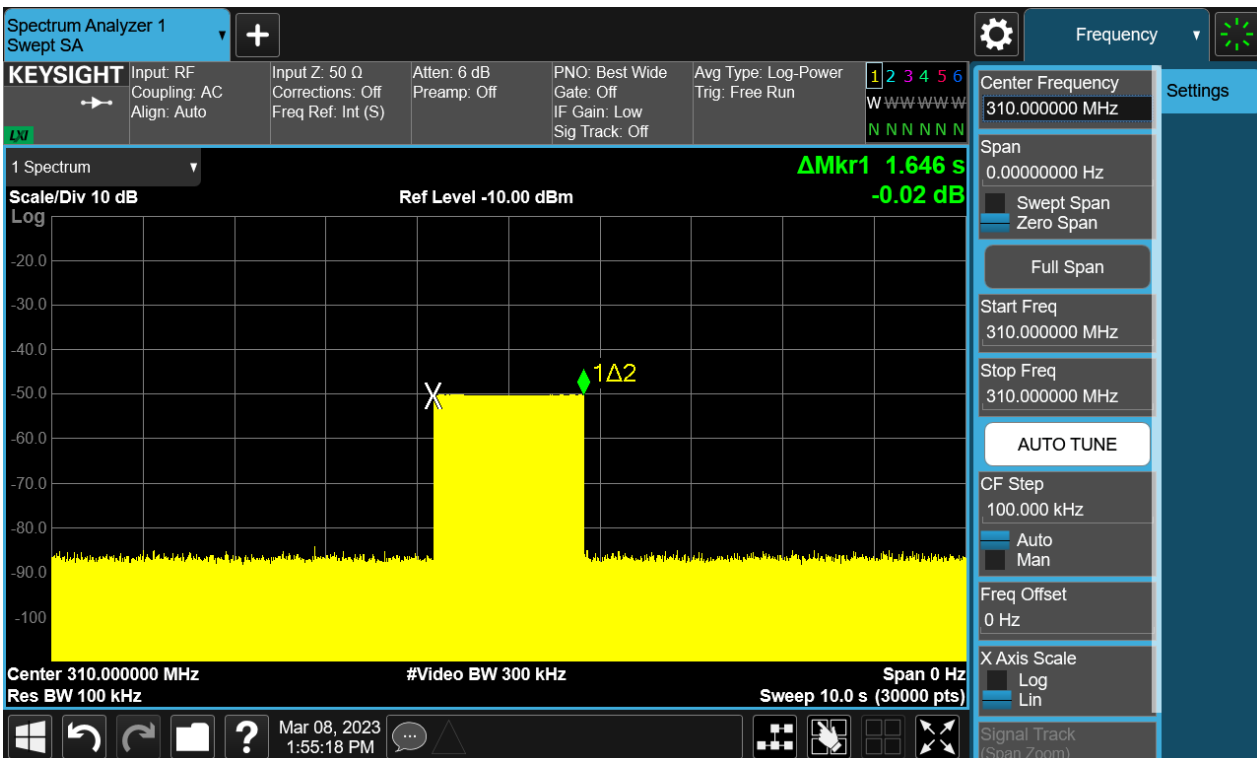 Spectrum Analyzer 1
Swept SA
+
Frequency
KEYSIGHT
LXI
Input: RF
Coupling: AC
Align: Auto
Input Z: 50 Ω
Corrections: Off
Freq Ref: Int (S)
Atten: 6 dB
Preamp: Off
PNO: Best Wide
Gate: Off
IF Gain: Low
Sig Track: Off
Avg Type: Log-Power
Trig: Free Run
1 2 3 4 5 6
W W W W W W
N N N N N N
1 Spectrum
Scale/Div 10 dB
Log
Ref Level -10.00 dBm
ΔMkr1 1.646 s
-0.02 dB
-20.0
-30.0
-40.0
-50.0
-60.0
-70.0
-80.0
-90.0
-100
X
1Δ2
Center 310.000000 MHz
Res BW 100 kHz
#Video BW 300 kHz
Span 0 Hz
Sweep 10.0 s (30000 pts)
?
Mar 08, 2023
1:55:18 PM
Center Frequency
310.000000 MHz
Span
0.00000000 Hz
Swept Span
Zero Span
Full Span
Start Freq
310.000000 MHz
Stop Freq
310.000000 MHz
AUTO TUNE
CF Step
100.000 kHz
Auto
Man
Freq Offset
0 Hz
X Axis Scale
Log
Lin
Signal Track
(Span Zoom)
Settings